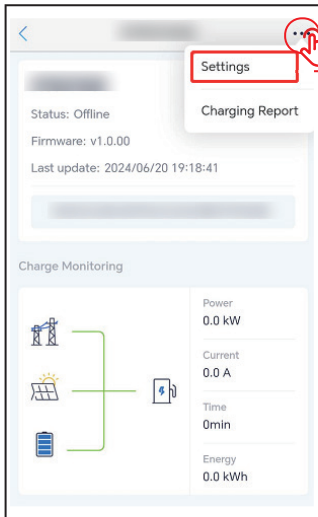 Settings
Charging Report
Status: Offline
Firmware: v1.0.00
Last update: 2024/06/20 19:18:41
Charge Monitoring
Power
0.0 kW
Current
0.0 A
Time
0min
Energy
0.0 kWh